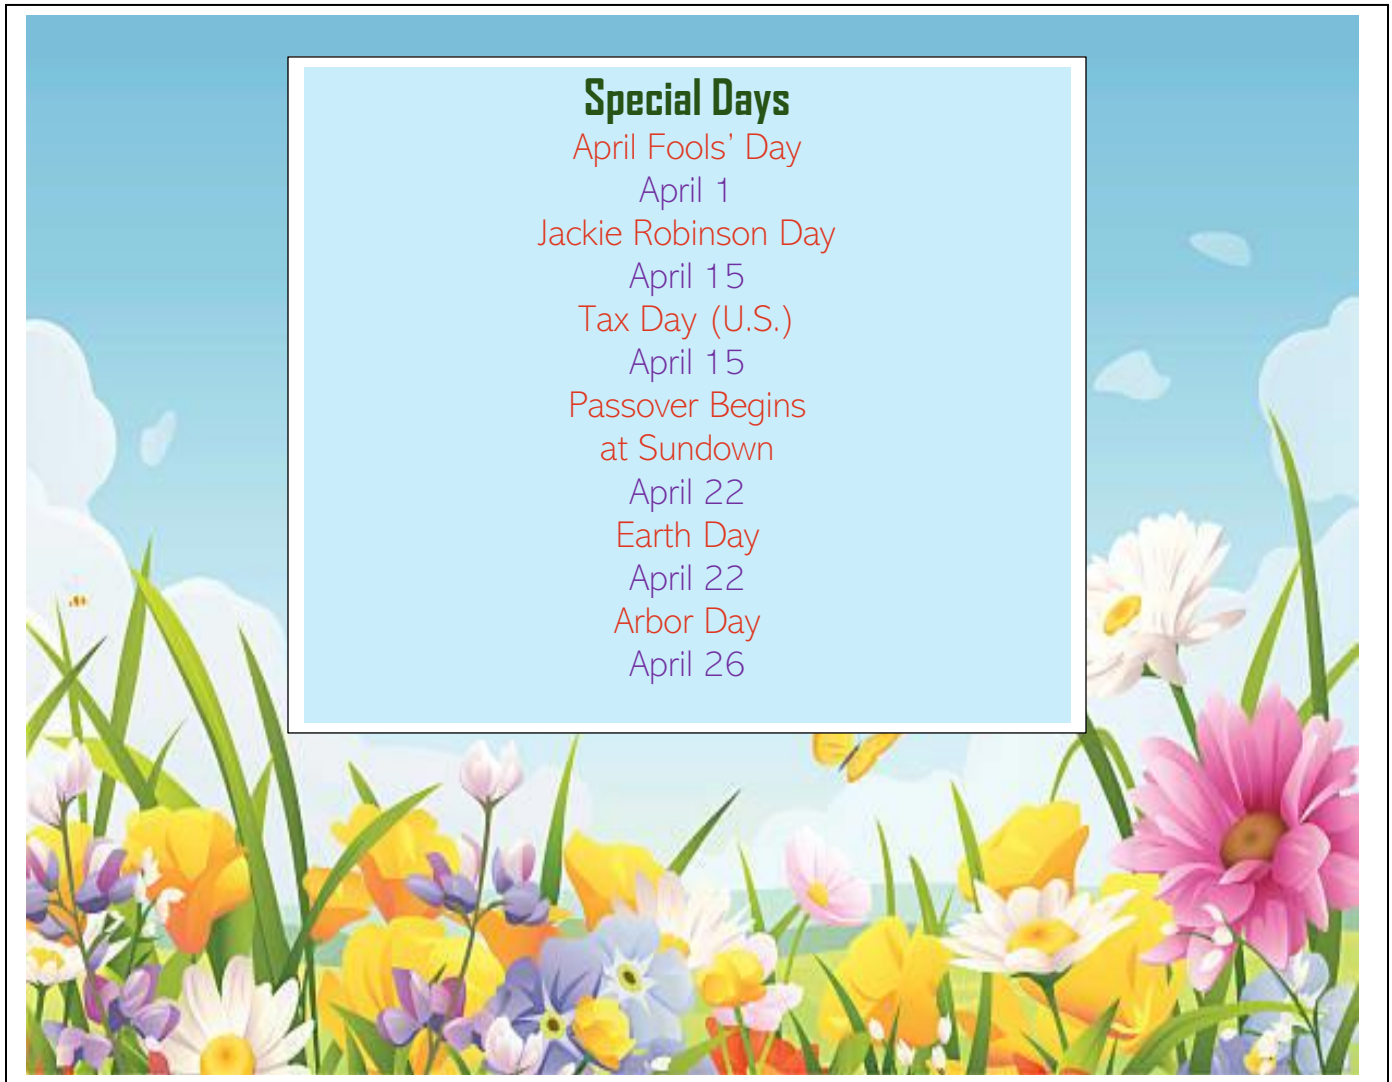 Special Days
April Fools’ Day
April 1
Jackie Robinson Day
April 15
Tax Day (U.S.)
April 15
Passover Begins
at Sundown
April 22
Earth Day
April 22
Arbor Day
April 26